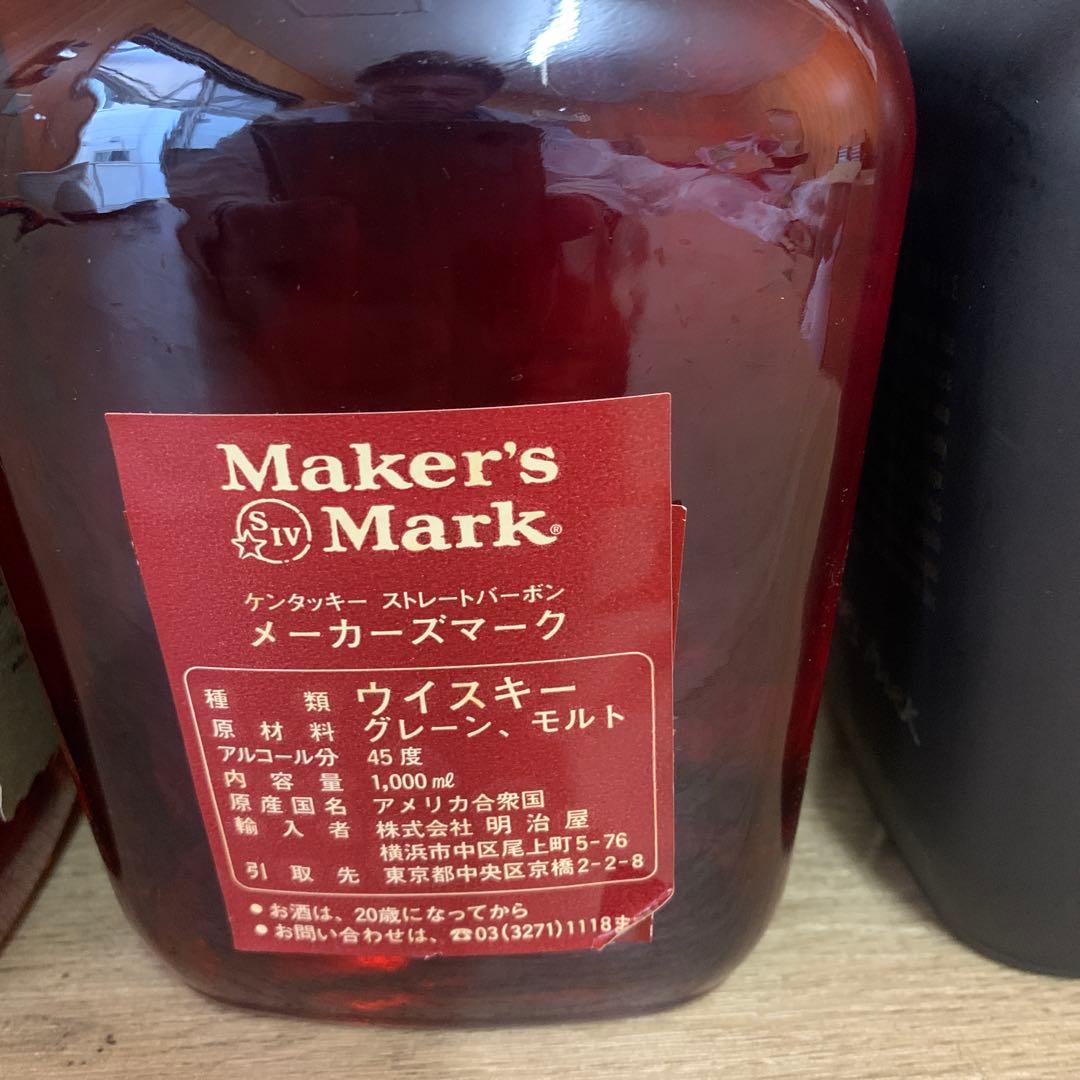 Maker's
S IV Mark®
ケンタッキー ストレートバーボン
メーカーズマーク
種類 ウイスキー
原材料 グレーン、モルト
アルコール分 45度
内容量 1,000㎖
原産国名 アメリカ合衆国
輸入者 株式会社 明治屋
横浜市中区尾上町5-76
引取先 東京都中央区京橋2-2-8
●お酒は、20歳になってから
●お問い合わせは、☎03(3271)1118ま